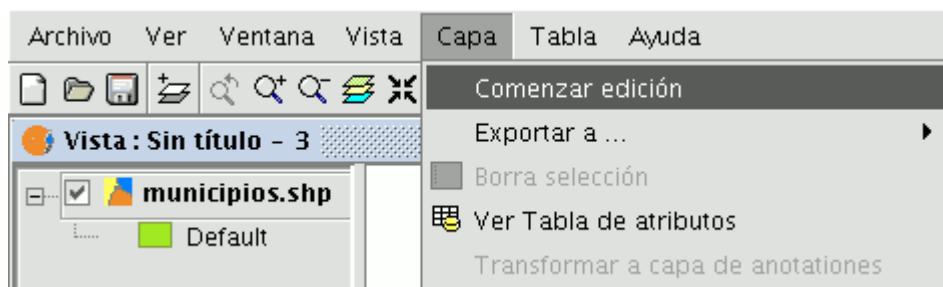 Archivo Ver Ventana Vista Capa Tabla Ayuda
Comenzar edición
Exportar a ...
Borra selección
Ver Tabla de atributos
Transformar a capa de anotationes
Vista : Sin título - 3
municipios.shp
Default